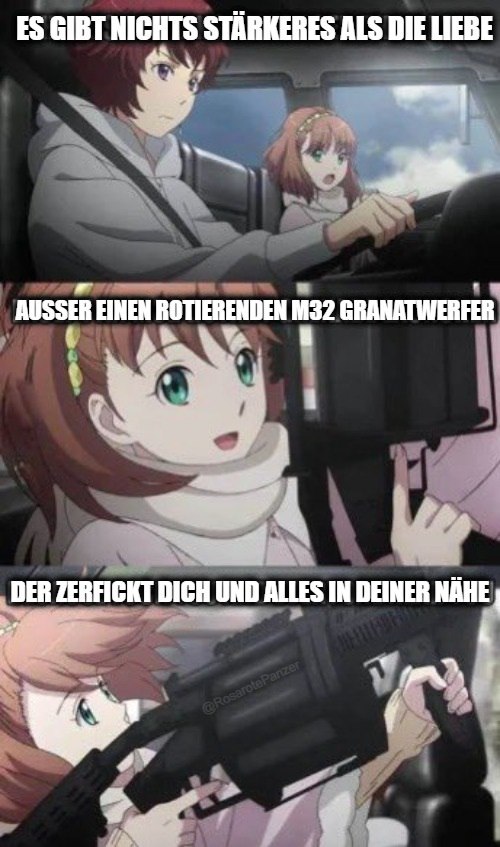 ES GIBT NICHTS STÄRKERES ALS DIE LIEBE
AUSSER EINEN ROTIERENDEN M32 GRANATWERFER
DER ZERFICKT DICH UND ALLES IN DEINER NÄHE
@RosarotePanzer